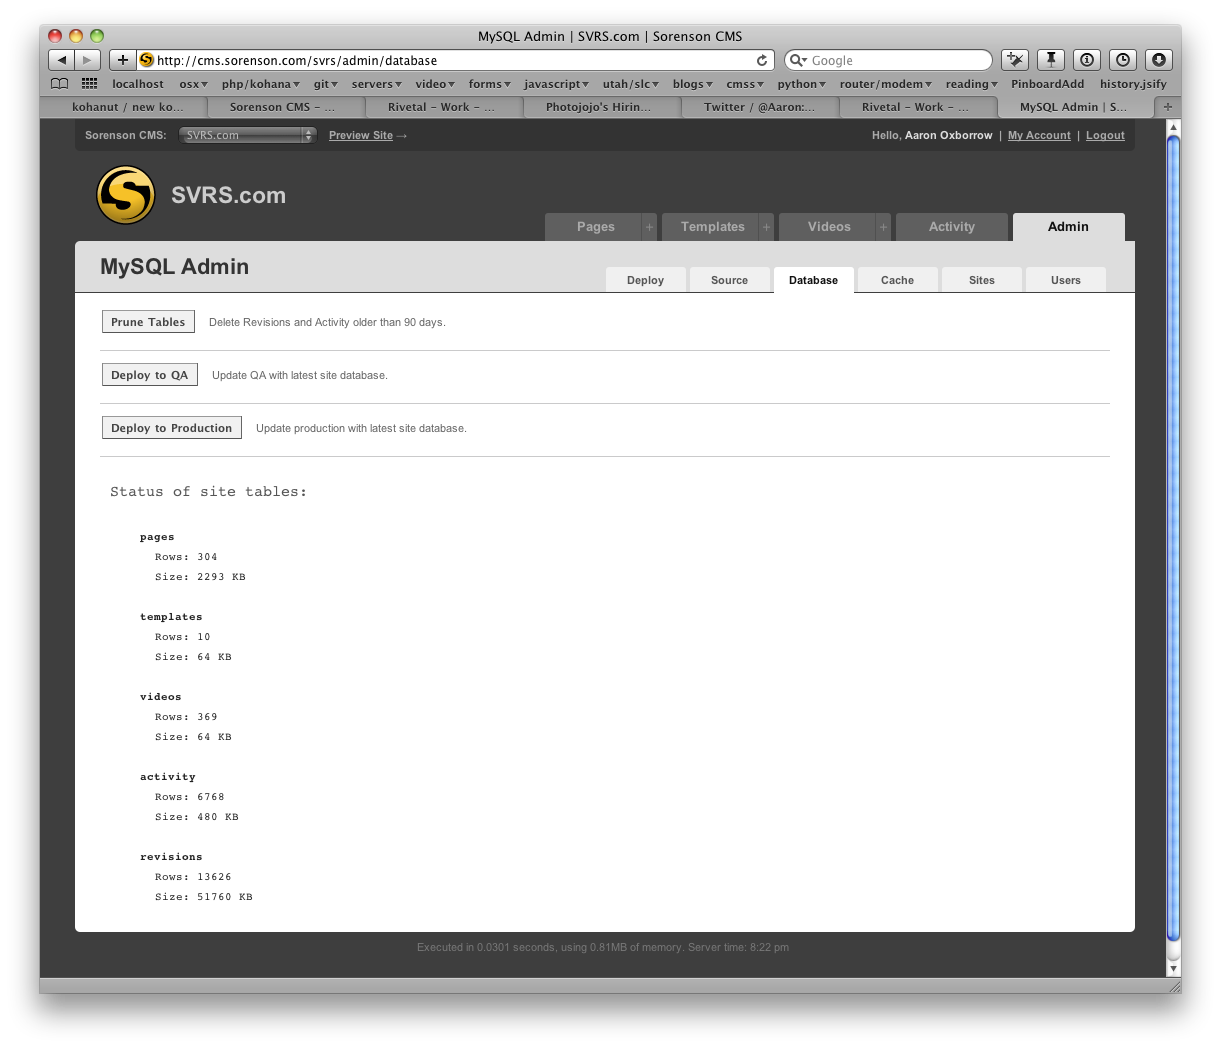 MySQL Admin | SVRS.com | Sorenson CMS
http://cms.sorenson.com/svrs/admin/database
Google
localhost osx php/kohana git servers video forms javascript utah/slc blogs cmss python router/modem reading PinboardAdd history.jsify
kohanut / new ko... Sorenson CMS – ... Rivetal – Work – ... Photojojo's Hirin... Twitter / @Aaron:... Rivetal – Work – ... MySQL Admin | S...
Sorenson CMS: SVRS.com Preview Site → Hello, Aaron Oxborrow | My Account | Logout
SVRS.com
Pages + Templates + Videos + Activity Admin
MySQL Admin
Deploy Source Database Cache Sites Users
Prune Tables Delete Revisions and Activity older than 90 days.
Deploy to QA Update QA with latest site database.
Deploy to Production Update production with latest site database.
Status of site tables:
pages
Rows: 304
Size: 2293 KB
templates
Rows: 10
Size: 64 KB
videos
Rows: 369
Size: 64 KB
activity
Rows: 6768
Size: 480 KB
revisions
Rows: 13626
Size: 51760 KB
Executed in 0.0301 seconds, using 0.81MB of memory. Server time: 8:22 pm